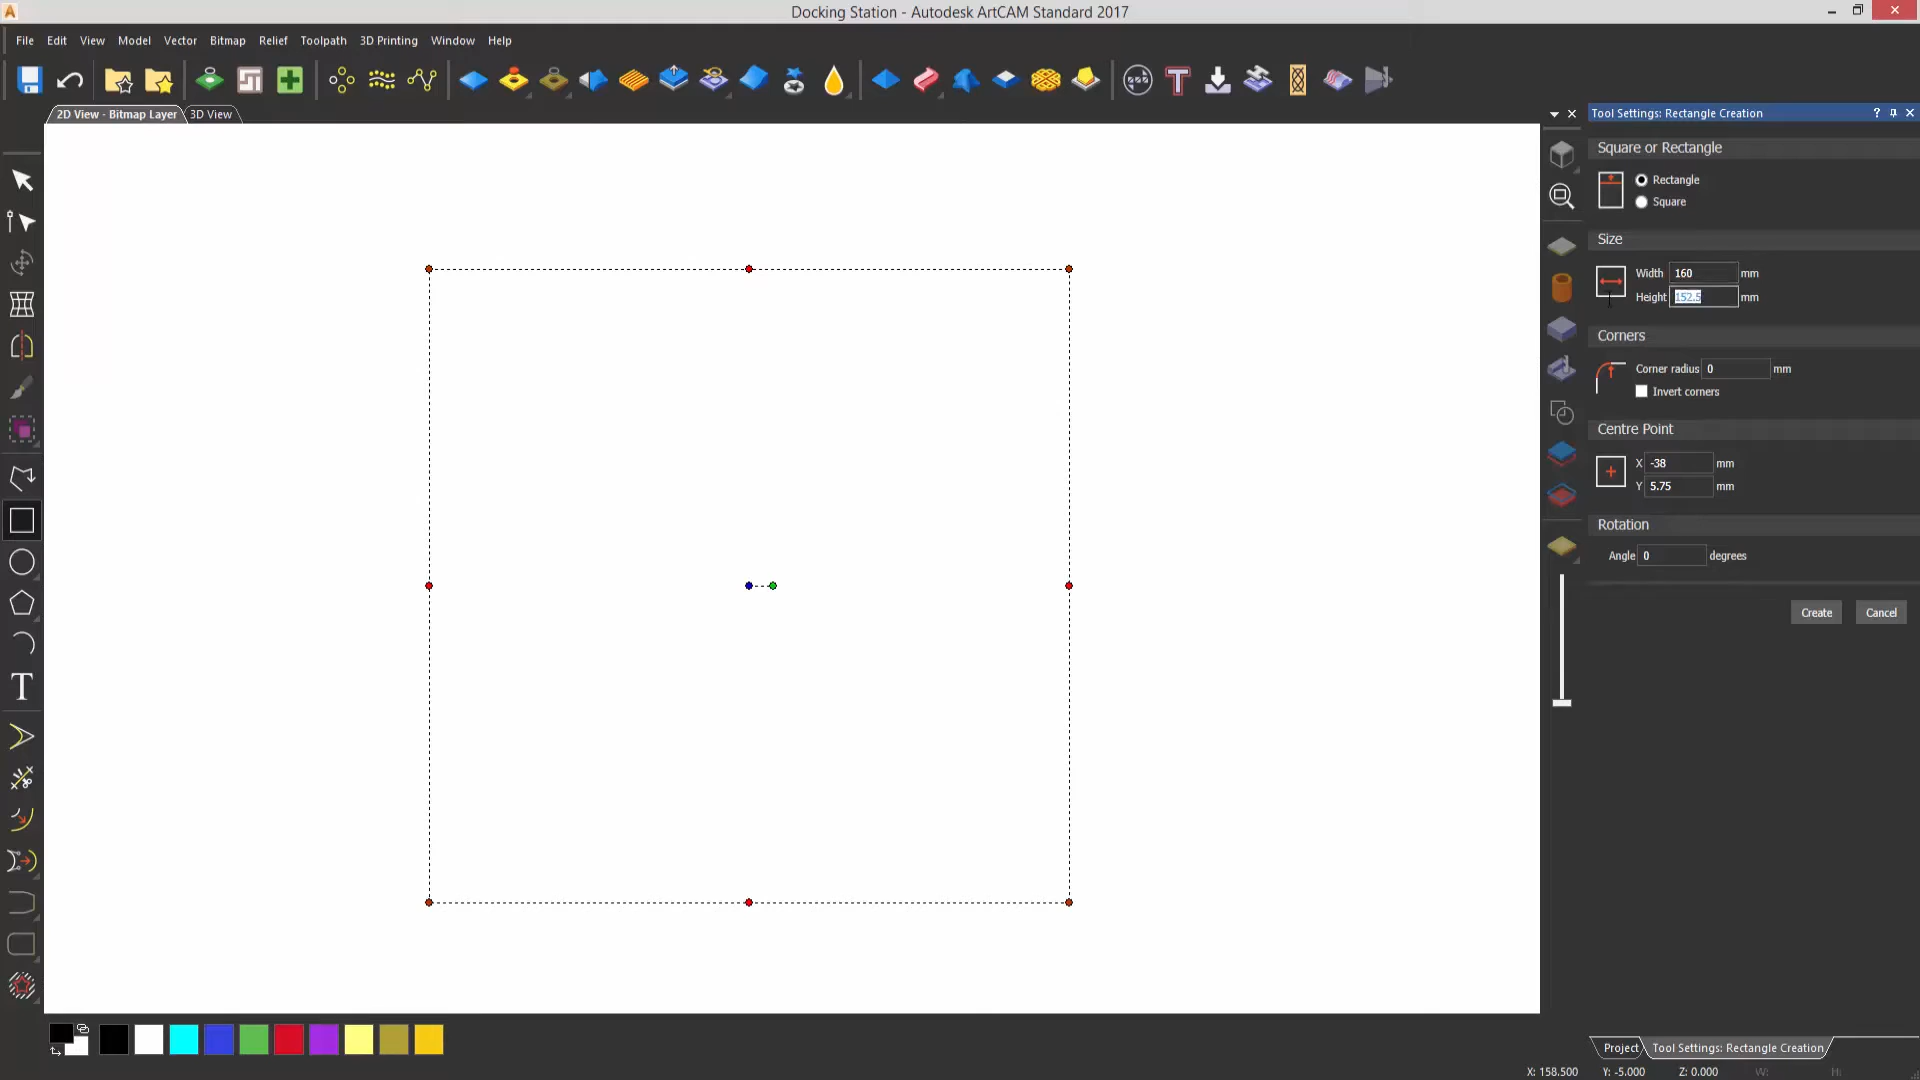 Docking Station - Autodesk ArtCAM Standard 2017
File Edit View Model Vector Bitmap Relief Toolpath 3D Printing Window Help
2D View - Bitmap Layer 3D View
Tool Settings: Rectangle Creation
Square or Rectangle
Rectangle
Square
Size
Width 160 mm
Height 152.5 mm
Corners
Corner radius 0 mm
Invert corners
Centre Point
X -38 mm
Y 5.75 mm
Rotation
Angle 0 degrees
Create Cancel
Project Tool Settings: Rectangle Creation
X: 158.500 Y: -5.000 Z: 0.000 W: H: